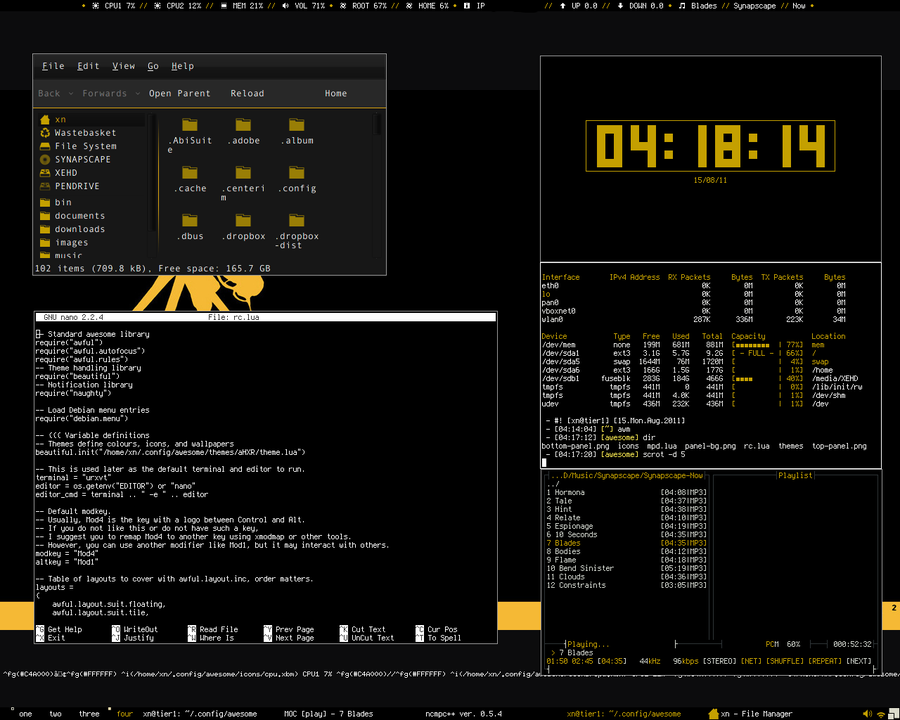 CPU1 7% // CPU2 12% // MEM 21% // VOL 71% • ROOT 67% // HOME 6% • IP
// UP 0.0 // DOWN 0.0 • Blades // Synapscape // Now •
File Edit View Go Help
Back Forwards Open Parent Reload Home
xn
Wastebasket
File System
SYNAPSCAPE
XEHD
PENDRIVE
bin
documents
downloads
images
music
.AbiSuit
e
.adobe
.album
.cache
.centeri
m
.config
.dbus
.dropbox
.dropbox
-dist
102 items (709.8 kB), Free space: 165.7 GB
04:18:14
15/08/11
Interface IPv4 Address RX Packets Bytes TX Packets Bytes
eth0 0K 0M 0K 0M
lo 0K 0M 0K 0M
pan0 0K 0M 0K 0M
vboxnet0 0K 0M 0K 0M
wlan0 287K 336M 223K 34M
Device Type Free Used Total Capacity Location
/dev/mem none 199M 681M 881M [■■■■■■■■ | 77%] mem
/dev/sda1 ext3 3.1G 5.7G 9.2G [ - FULL - | 66%] /
/dev/sda5 swap 1644M 76M 1720M [ | 4%] swap
/dev/sda6 ext3 166G 1.5G 177G [ | 1%] /home
/dev/sdb1 fuseblk 283G 184G 466G [■■■■ | 40%] /media/XEHD
tmpfs tmpfs 441M 0 441M [ | 0%] /lib/init/rw
tmpfs tmpfs 441M 4.0K 441M [ | 1%] /dev/shm
udev tmpfs 436M 232K 436M [ | 1%] /dev
- #! [xn@tier1] [15.Mon.Aug.2011]
- [04:14:04] [~] awm
- [04:17:12] [awesome] dir
bottom-panel.png icons mpd.lua panel-bg.png rc.lua themes top-panel.png
- [04:17:20] [awesome] scrot -d 5
GNU nano 2.2.4 File: rc.lua
-- Standard awesome library
require("awful")
require("awful.autofocus")
require("awful.rules")
-- Theme handling library
require("beautiful")
-- Notification library
require("naughty")
-- Load Debian menu entries
require("debian.menu")
-- {{{ Variable definitions
-- Themes define colours, icons, and wallpapers
beautiful.init("/home/xn/.config/awesome/themes/aHXR/theme.lua")
-- This is used later as the default terminal and editor to run.
terminal = "urxvt"
editor = os.getenv("EDITOR") or "nano"
editor_cmd = terminal .. " -e " .. editor
-- Default modkey.
-- Usually, Mod4 is the key with a logo between Control and Alt.
-- If you do not like this or do not have such a key,
-- I suggest you to remap Mod4 to another key using xmodmap or other tools.
-- However, you can use another modifier like Mod1, but it may interact with others.
modkey = "Mod4"
altkey = "Mod1"
-- Table of layouts to cover with awful.layout.inc, order matters.
layouts =
{
awful.layout.suit.floating,
awful.layout.suit.tile,
^G Get Help ^O WriteOut ^R Read File ^Y Prev Page ^K Cut Text ^C Cur Pos
^X Exit ^J Justify ^W Where Is ^V Next Page ^U UnCut Text ^T To Spell
...D/Music/Synapscape/Synapscape-Now
Playlist
../
1 Hormona [04:08|MP3]
2 Tale [04:37|MP3]
3 Hint [04:38|MP3]
4 Relate [04:10|MP3]
5 Espionage [04:19|MP3]
6 10 Seconds [04:35|MP3]
7 Blades [04:35|MP3]
8 Bodies [04:12|MP3]
9 Flame [04:18|MP3]
10 Bend Sinister [05:19|MP3]
11 Clouds [04:36|MP3]
12 Constraints [03:05|MP3]
2
Playing... PCM 60% 000:52:32
> 7 Blades
01:50 02:45 [04:35] 44kHz 96kbps [STEREO] [NET] [SHUFFLE] [REPEAT] [NEXT]
CPU1 7% ^fg(#C4A000)//^fg(#FFFFFF) ^i(/home/xn/.config/awesome/icons/cpu.xbm)
one two three four xn@tier1: ~/.config/awesome MOC [play] - 7 Blades ncmpc++ ver. 0.5.4 xn@tier1: ~/.config/awesome xn - File Manager